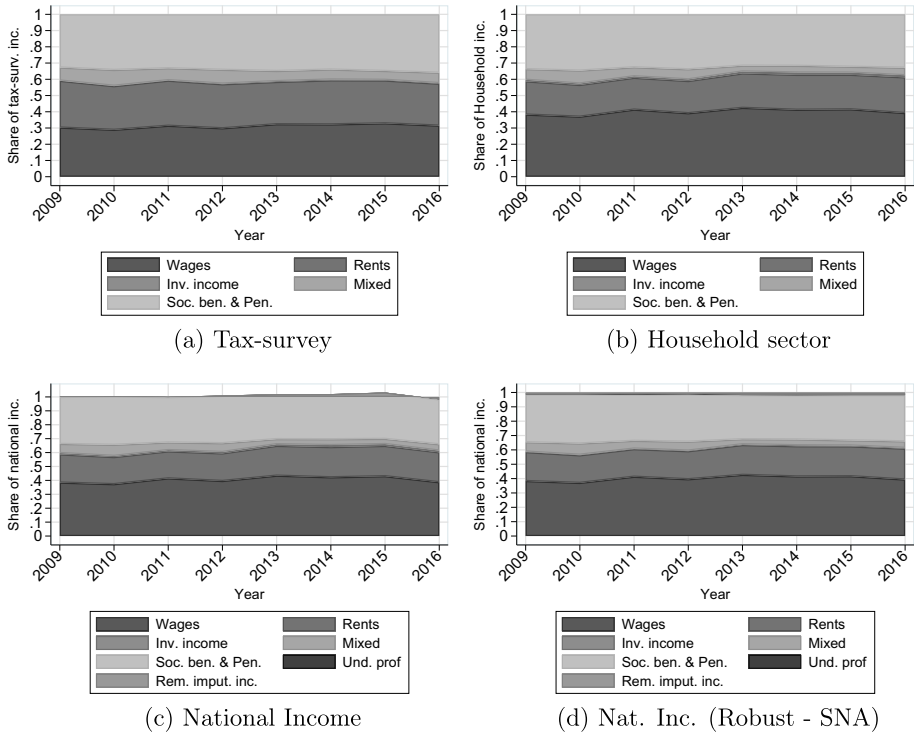 Share of tax-surv. inc.
1
.9
.8
.7
.6
.5
.4
.3
.2
.1
0
2009 2010 2011 2012 2013 2014 2015 2016
Year
Wages Rents
Inv. income Mixed
Soc. ben. & Pen.
(a) Tax-survey
Share of Household inc.
1
.9
.8
.7
.6
.5
.4
.3
.2
.1
0
2009 2010 2011 2012 2013 2014 2015 2016
Year
Wages Rents
Inv. income Mixed
Soc. ben. & Pen.
(b) Household sector
Share of national inc.
1
.9
.8
.7
.6
.5
.4
.3
.2
.1
0
2009 2010 2011 2012 2013 2014 2015 2016
Year
Wages Rents
Inv. income Mixed
Soc. ben. & Pen. Und. prof
Rem. imput. inc.
(c) National Income
Share of national inc.
1
.9
.8
.7
.6
.5
.4
.3
.2
.1
0
2009 2010 2011 2012 2013 2014 2015 2016
Year
Wages Rents
Inv. income Mixed
Soc. ben. & Pen. Und. prof
Rem. imput. inc.
(d) Nat. Inc. (Robust - SNA)